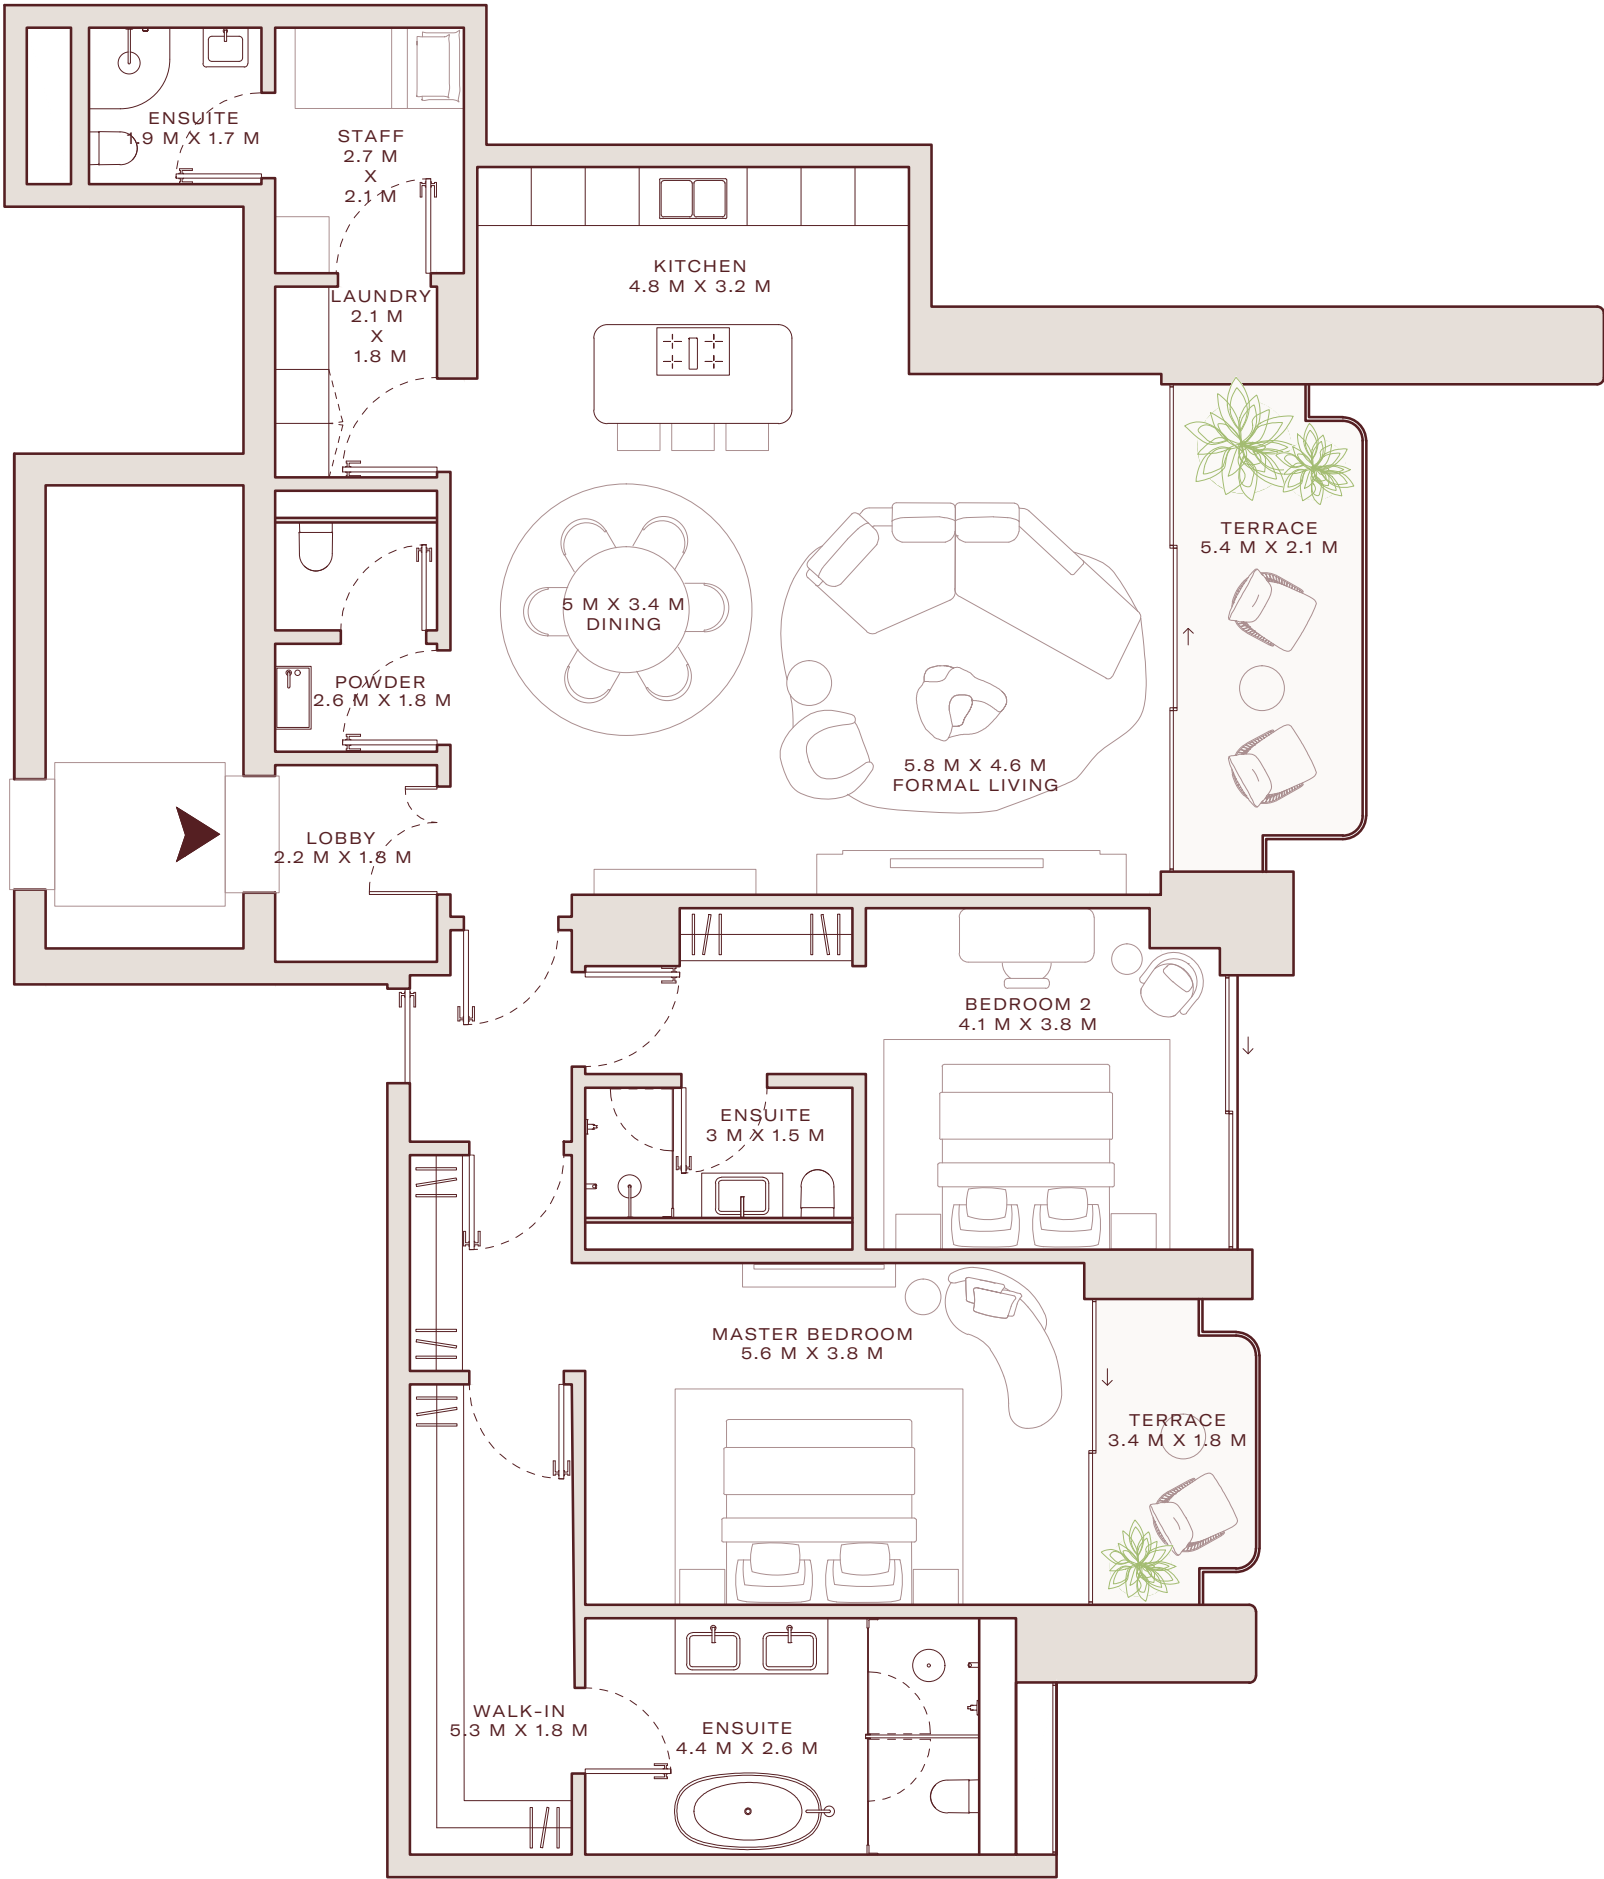 ENSUITE
1.9 M X 1.7 M
STAFF
2.7 M
X
2.1 M
LAUNDRY
2.1 M
X
1.8 M
KITCHEN
4.8 M X 3.2 M
TERRACE
5.4 M X 2.1 M
5 M X 3.4 M
DINING
POWDER
2.6 M X 1.8 M
5.8 M X 4.6 M
FORMAL LIVING
LOBBY
2.2 M X 1.8 M
BEDROOM 2
4.1 M X 3.8 M
ENSUITE
3 M X 1.5 M
MASTER BEDROOM
5.6 M X 3.8 M
TERRACE
3.4 M X 1.8 M
WALK-IN
5.3 M X 1.8 M
ENSUITE
4.4 M X 2.6 M